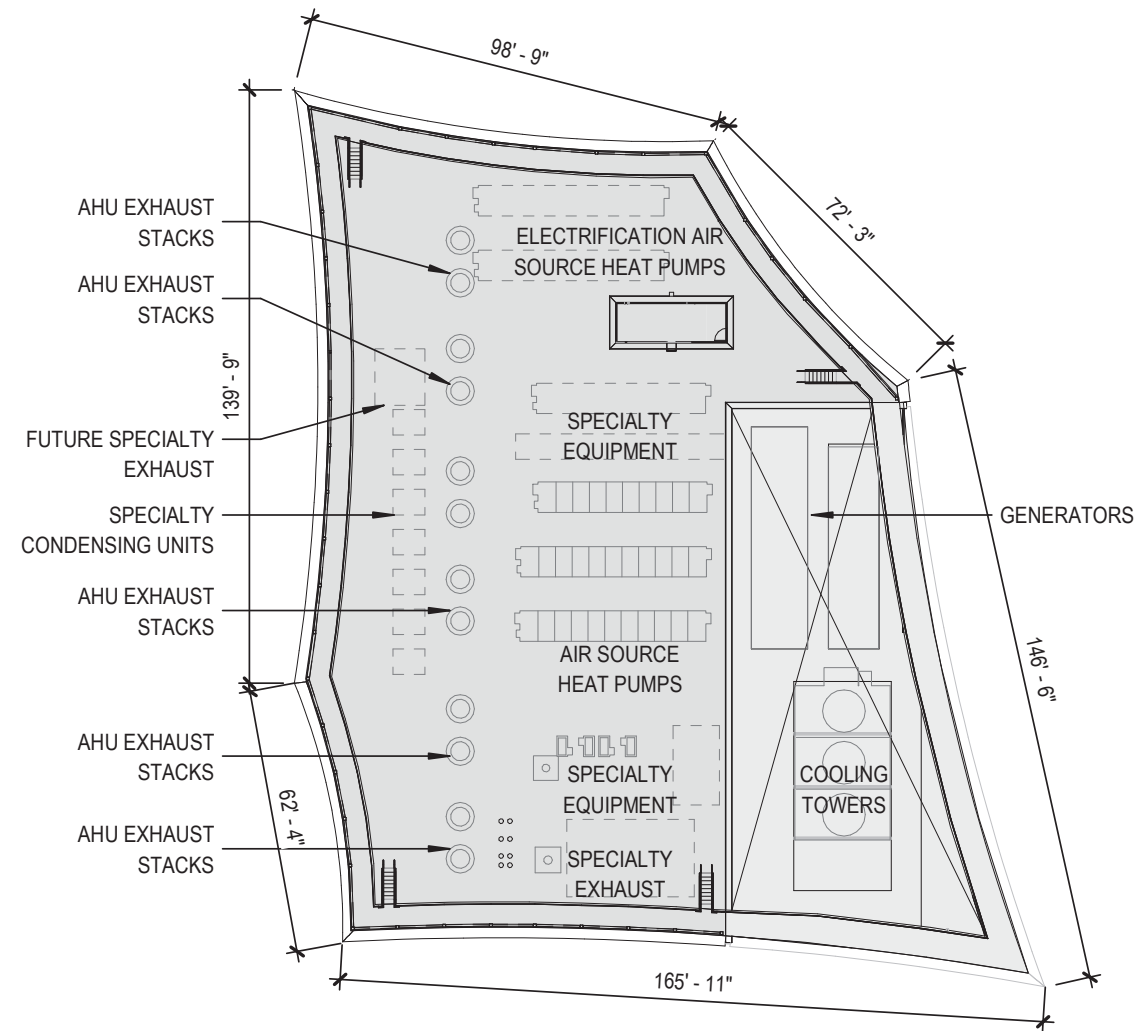 98' - 9"
72' - 3"
AHU EXHAUST
STACKS
ELECTRIFICATION AIR
SOURCE HEAT PUMPS
AHU EXHAUST
STACKS
139' - 9"
FUTURE SPECIALTY
EXHAUST
SPECIALTY
EQUIPMENT
SPECIALTY
CONDENSING UNITS
GENERATORS
AHU EXHAUST
STACKS
AIR SOURCE
HEAT PUMPS
146' - 6"
AHU EXHAUST
STACKS
SPECIALTY
EQUIPMENT
COOLING
TOWERS
62' - 4"
AHU EXHAUST
STACKS
SPECIALTY
EXHAUST
165' - 11"